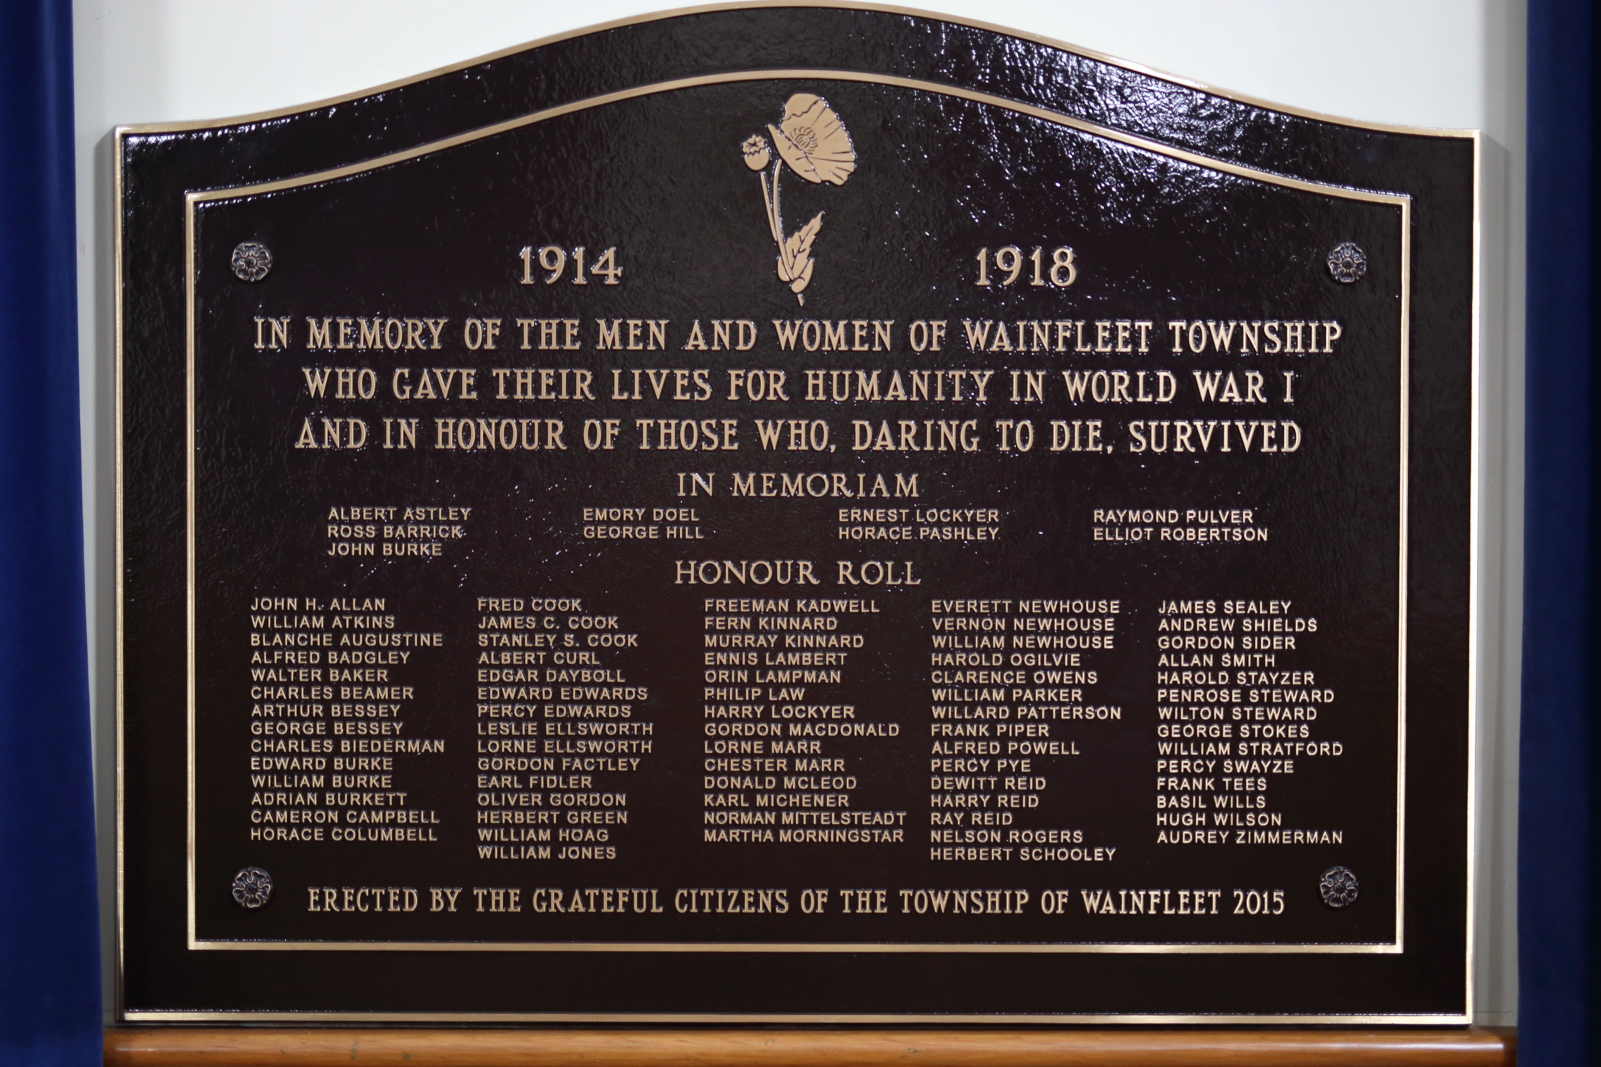 1914 1918
IN MEMORY OF THE MEN AND WOMEN OF WAINFLEET TOWNSHIP
WHO GAVE THEIR LIVES FOR HUMANITY IN WORLD WAR I
AND IN HONOUR OF THOSE WHO, DARING TO DIE, SURVIVED
IN MEMORIAM
ALBERT ASTLEY
ROSS BARRICK
JOHN BURKE
EMORY DOEL
GEORGE HILL
ERNEST LOCKYER
HORACE PASHLEY
RAYMOND PULVER
ELLIOT ROBERTSON
HONOUR ROLL
JOHN H. ALLAN
WILLIAM ATKINS
BLANCHE AUGUSTINE
ALFRED BADGLEY
WALTER BAKER
CHARLES BEAMER
ARTHUR BESSEY
GEORGE BESSEY
CHARLES BIEDERMAN
EDWARD BURKE
WILLIAM BURKE
ADRIAN BURKETT
CAMERON CAMPBELL
HORACE COLUMBELL
FRED COOK
JAMES C. COOK
STANLEY S. COOK
ALBERT CURL
EDGAR DAYBOLL
EDWARD EDWARDS
PERCY EDWARDS
LESLIE ELLSWORTH
LORNE ELLSWORTH
GORDON FACTLEY
EARL FIDLER
OLIVER GORDON
HERBERT GREEN
WILLIAM HOAG
WILLIAM JONES
FREEMAN KADWELL
FERN KINNARD
MURRAY KINNARD
ENNIS LAMBERT
ORIN LAMPMAN
PHILIP LAW
HARRY LOCKYER
GORDON MACDONALD
LORNE MARR
CHESTER MARR
DONALD MCLEOD
KARL MICHENER
NORMAN MITTELSTEADT
MARTHA MORNINGSTAR
EVERETT NEWHOUSE
VERNON NEWHOUSE
WILLIAM NEWHOUSE
HAROLD OGILVIE
CLARENCE OWENS
WILLIAM PARKER
WILLARD PATTERSON
FRANK PIPER
ALFRED POWELL
PERCY PYE
DEWITT REID
HARRY REID
RAY REID
NELSON ROGERS
HERBERT SCHOOLEY
JAMES SEALEY
ANDREW SHIELDS
GORDON SIDER
ALLAN SMITH
HAROLD STAYZER
PENROSE STEWARD
WILTON STEWARD
GEORGE STOKES
WILLIAM STRATFORD
PERCY SWAYZE
FRANK TEES
BASIL WILLS
HUGH WILSON
AUDREY ZIMMERMAN
ERECTED BY THE GRATEFUL CITIZENS OF THE TOWNSHIP OF WAINFLEET 2015